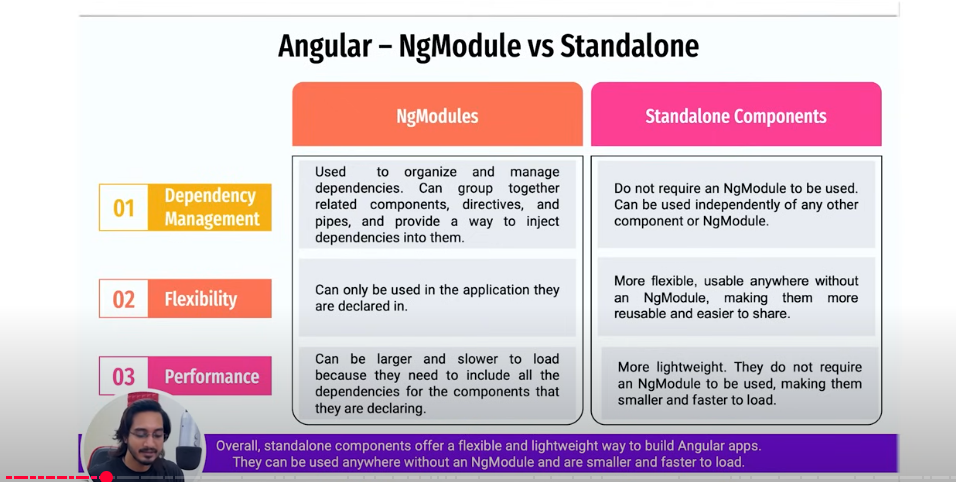 Angular – NgModule vs Standalone
NgModules
Standalone Components
01
Dependency
Management
Used to organize and manage
dependencies. Can group together
related components, directives, and
pipes, and provide a way to inject
dependencies into them.
Do not require an NgModule to be used.
Can be used independently of any other
component or NgModule.
02
Flexibility
Can only be used in the application they
are declared in.
More flexible, usable anywhere without
an NgModule, making them more
reusable and easier to share.
03
Performance
Can be larger and slower to load
because they need to include all the
dependencies for the components that
they are declaring.
More lightweight. They do not require
an NgModule to be used, making them
smaller and faster to load.
Overall, standalone components offer a flexible and lightweight way to build Angular apps.
They can be used anywhere without an NgModule and are smaller and faster to load.